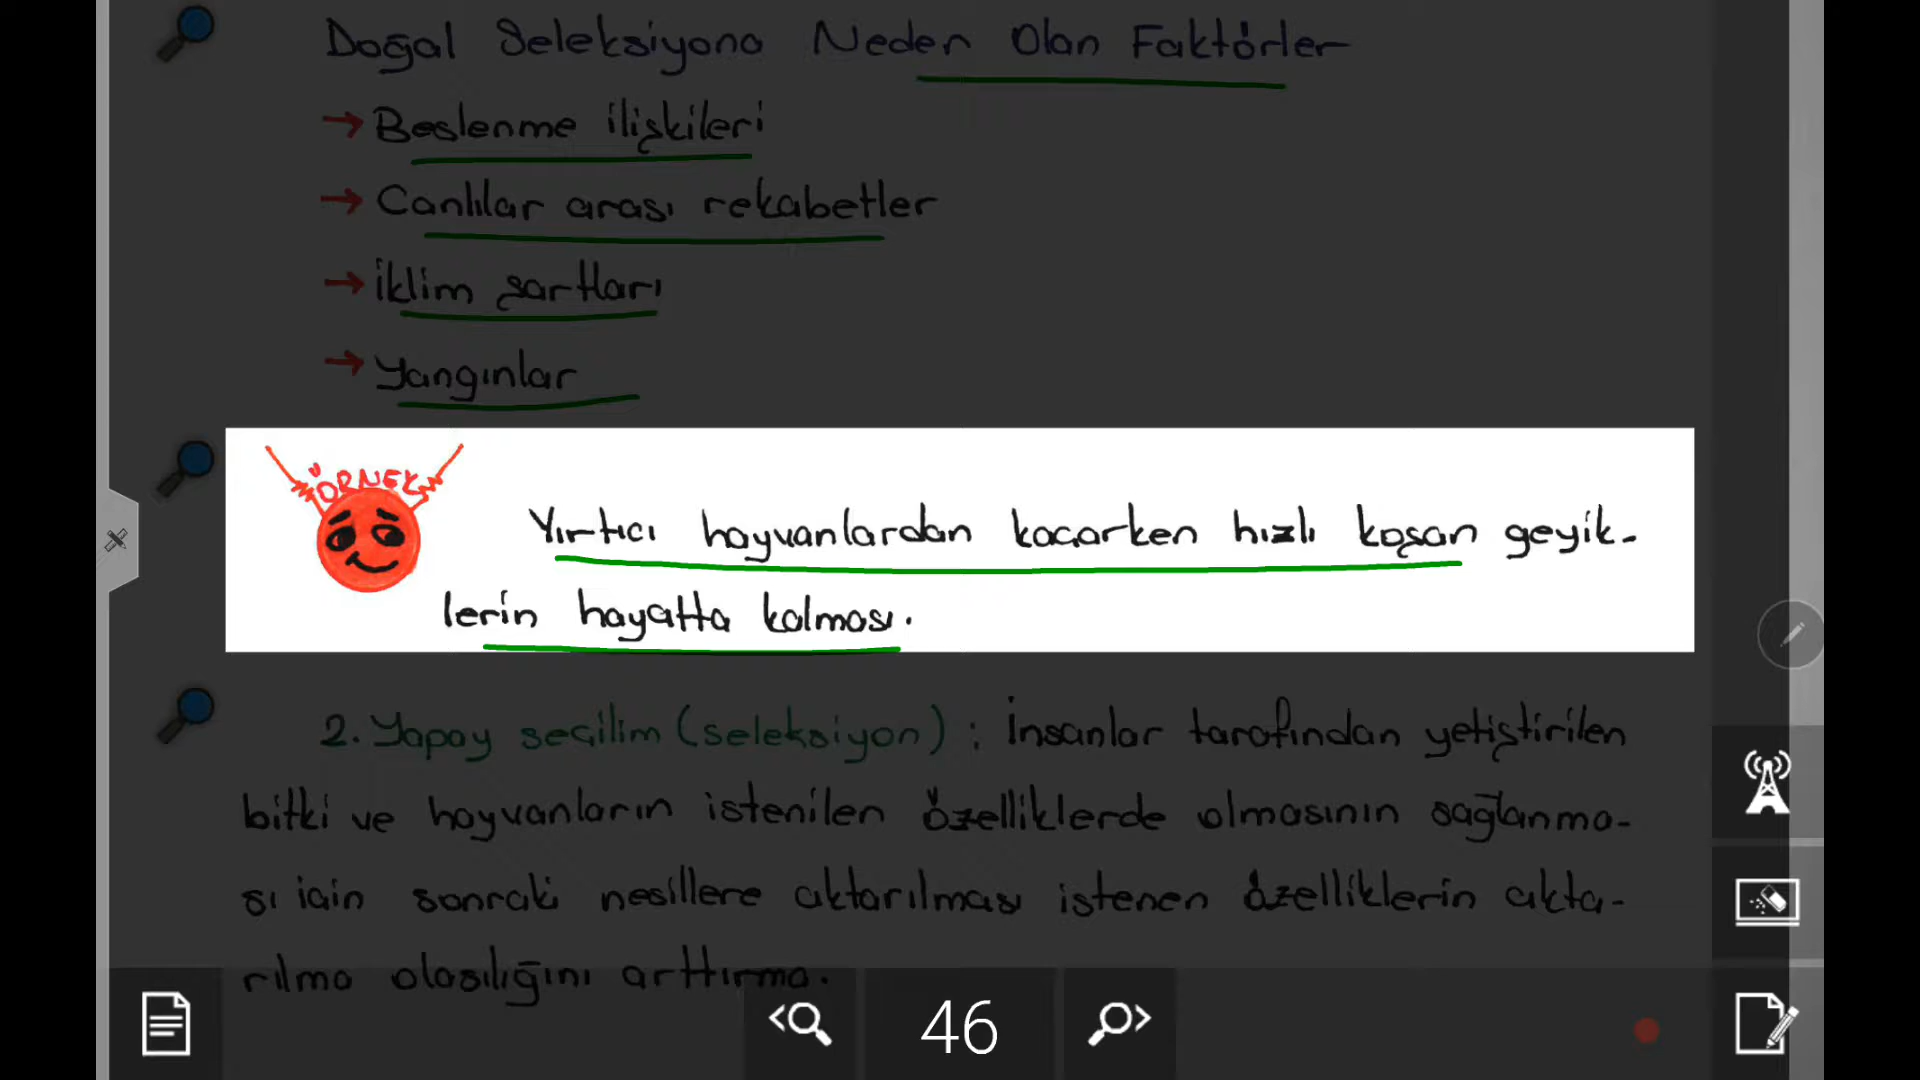 Doğal Seleksiyona Neden Olan Faktörler
→ Beslenme ilişkileri
→ Canlılar arası rekabetler
→ İklim şartları
→ Yangınlar
ÖRNEK
Yırtıcı hayvanlardan kaçarken hızlı koşan geyik-
lerin hayatta kalması.
2. Yapay seçilim (seleksiyon) : İnsanlar tarafından yetiştirilen
bitki ve hayvanların istenilen özelliklerde olmasının sağlanma-
sı için sonraki nesillere aktarılması istenen özelliklerin akta-
rılma olasılığını arttırma.
46